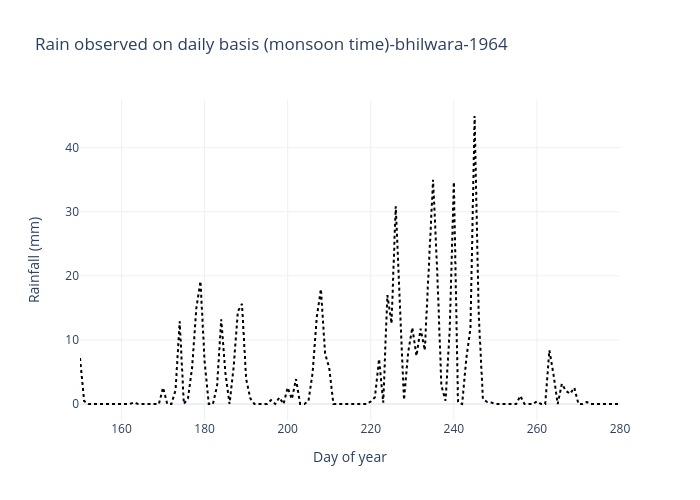 Rain observed on daily basis (monsoon time)-bhilwara-1964
40
30
20
10
0
Rainfall (mm)
160 180 200 220 240 260 280
Day of year